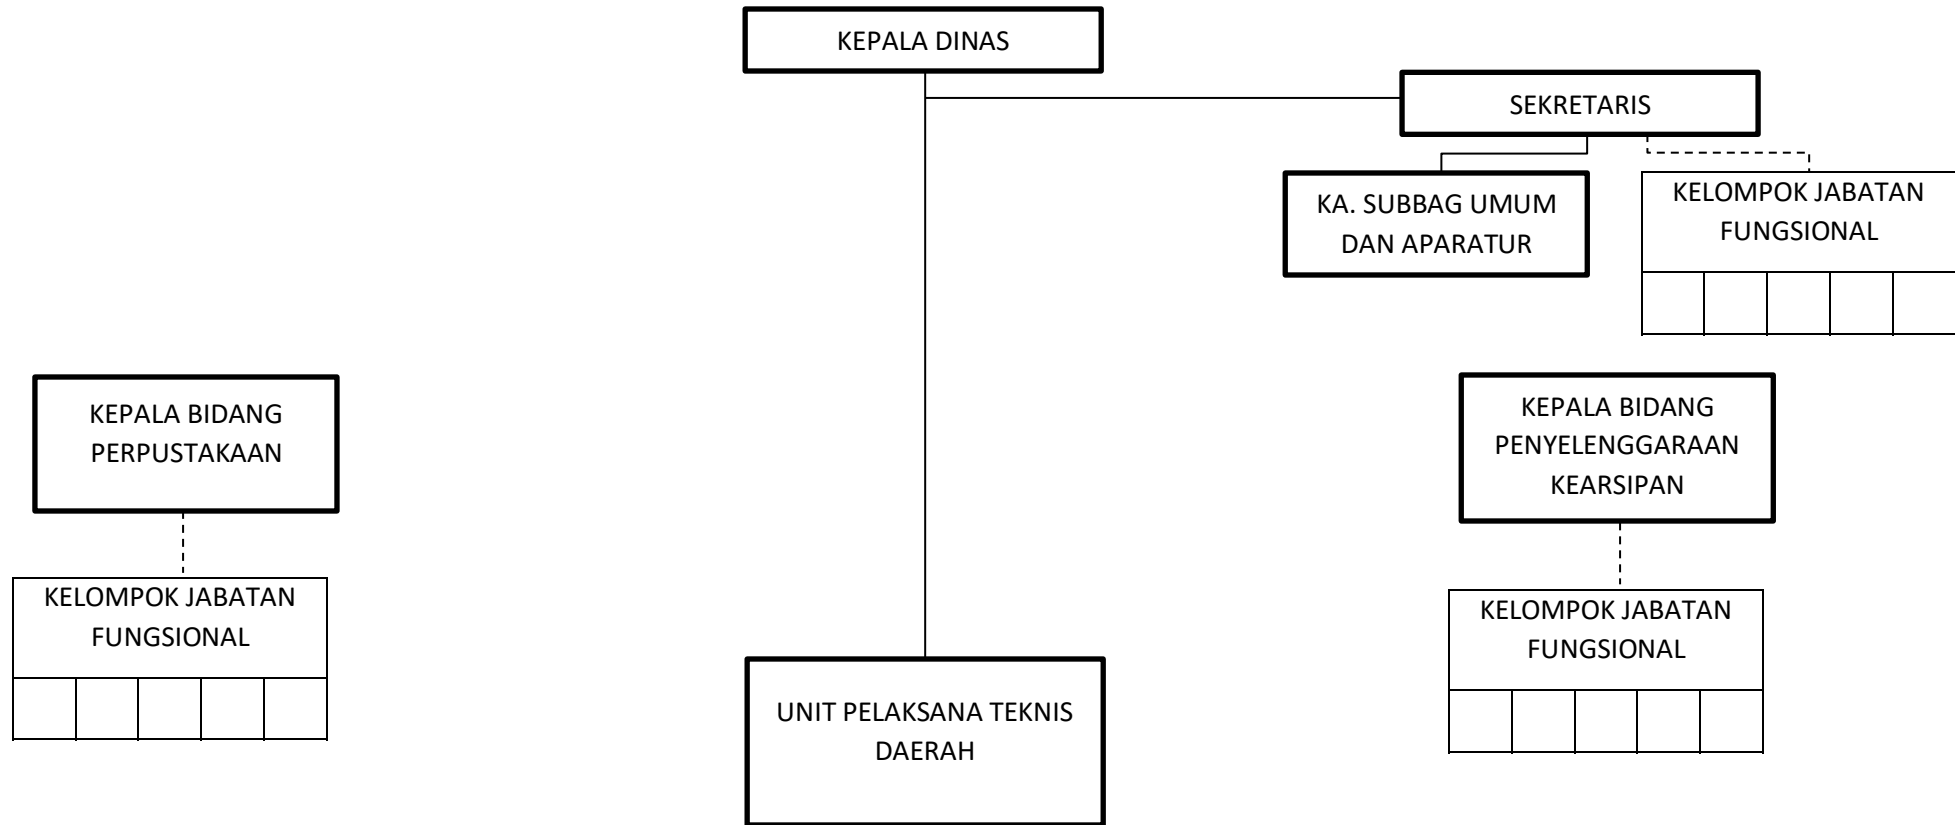 KEPALA DINAS
SEKRETARIS
KA. SUBBAG UMUM
DAN APARATUR
KELOMPOK JABATAN
FUNGSIONAL
KEPALA BIDANG
PERPUSTAKAAN
KEPALA BIDANG
PENYELENGGARAAN
KEARSIPAN
KELOMPOK JABATAN
FUNGSIONAL
KELOMPOK JABATAN
FUNGSIONAL
UNIT PELAKSANA TEKNIS
DAERAH